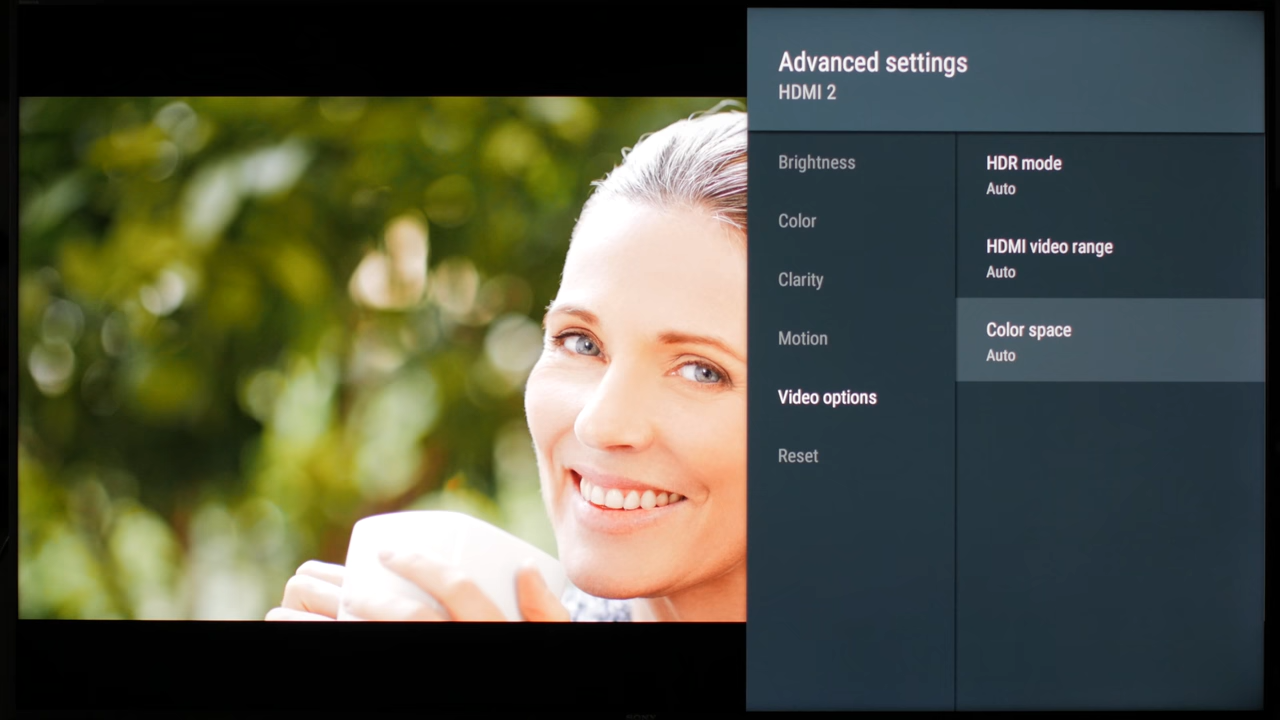 Advanced settings
HDMI 2
Brightness
Color
Clarity
Motion
Video options
Reset
HDR mode
Auto
HDMI video range
Auto
Color space
Auto